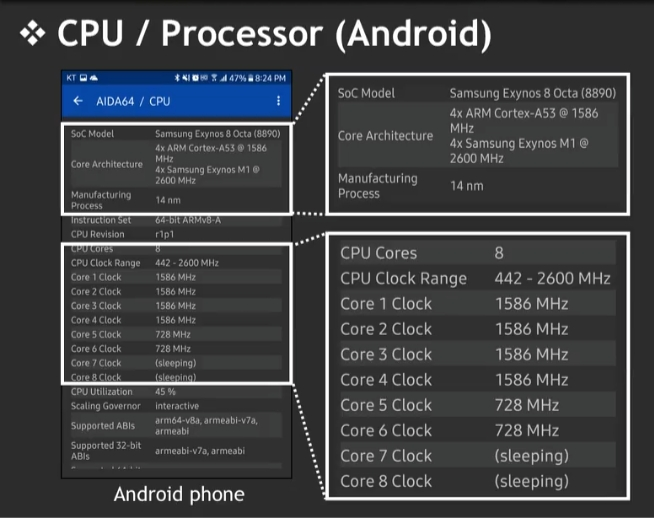 ❖ CPU / Processor (Android)
KT 47% 8:24 PM
← AIDA64 / CPU
SoC Model Samsung Exynos 8 Octa (8890)
Core Architecture 4x ARM Cortex-A53 @ 1586
MHz
4x Samsung Exynos M1 @
2600 MHz
Manufacturing
Process 14 nm
Instruction Set 64-bit ARMv8-A
CPU Revision r1p1
CPU Cores 8
CPU Clock Range 442 - 2600 MHz
Core 1 Clock 1586 MHz
Core 2 Clock 1586 MHz
Core 3 Clock 1586 MHz
Core 4 Clock 1586 MHz
Core 5 Clock 728 MHz
Core 6 Clock 728 MHz
Core 7 Clock (sleeping)
Core 8 Clock (sleeping)
CPU Utilization 45 %
Scaling Governor interactive
Supported ABIs arm64-v8a, armeabi-v7a,
armeabi
Supported 32-bit
ABIs armeabi-v7a, armeabi
Android phone
SoC Model Samsung Exynos 8 Octa (8890)
Core Architecture 4x ARM Cortex-A53 @ 1586
MHz
4x Samsung Exynos M1 @
2600 MHz
Manufacturing
Process 14 nm
CPU Cores 8
CPU Clock Range 442 - 2600 MHz
Core 1 Clock 1586 MHz
Core 2 Clock 1586 MHz
Core 3 Clock 1586 MHz
Core 4 Clock 1586 MHz
Core 5 Clock 728 MHz
Core 6 Clock 728 MHz
Core 7 Clock (sleeping)
Core 8 Clock (sleeping)